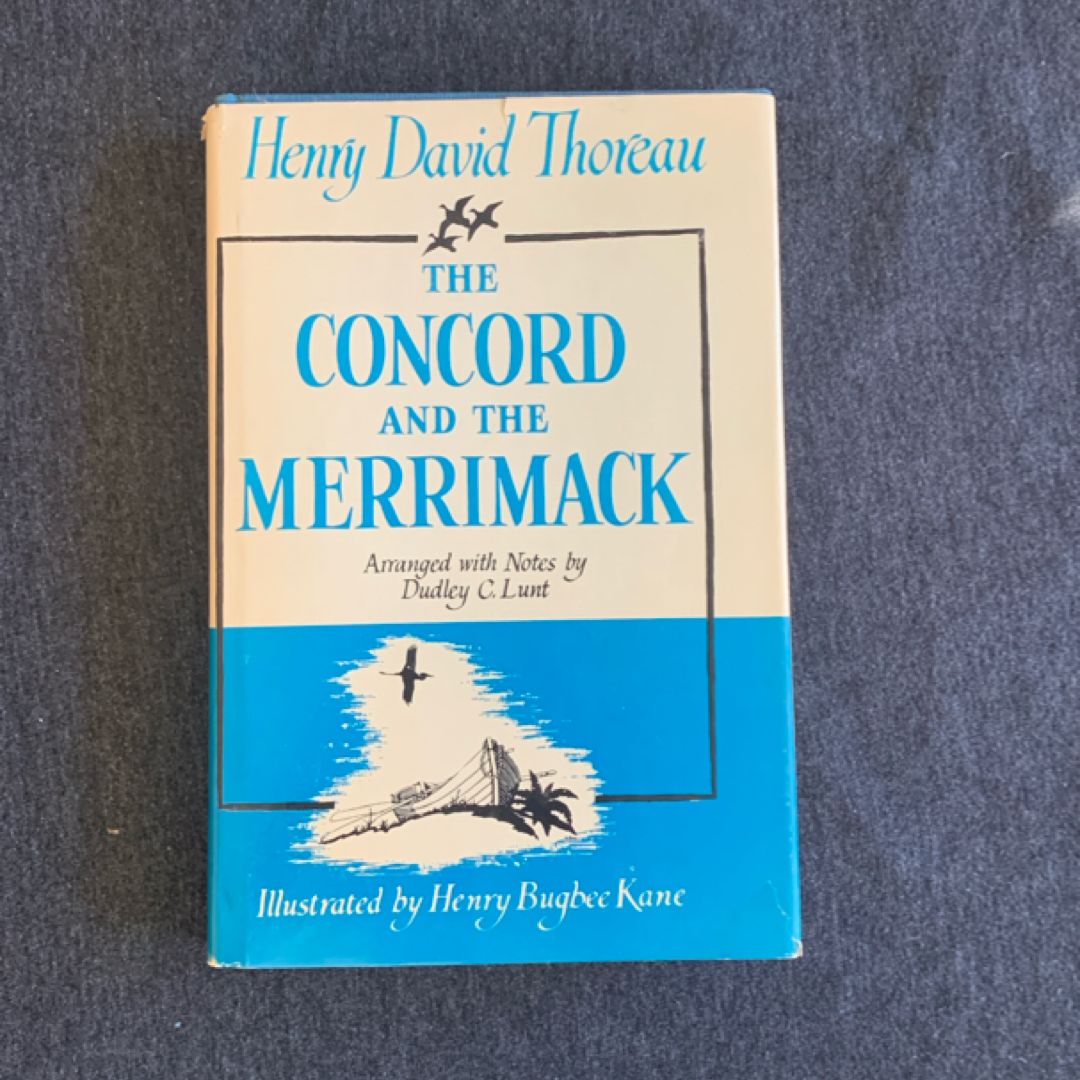 Henry David Thoreau
THE
CONCORD
AND THE
MERRIMACK
Arranged with Notes by
Dudley C. Lunt
Illustrated by Henry Bugbee Kane